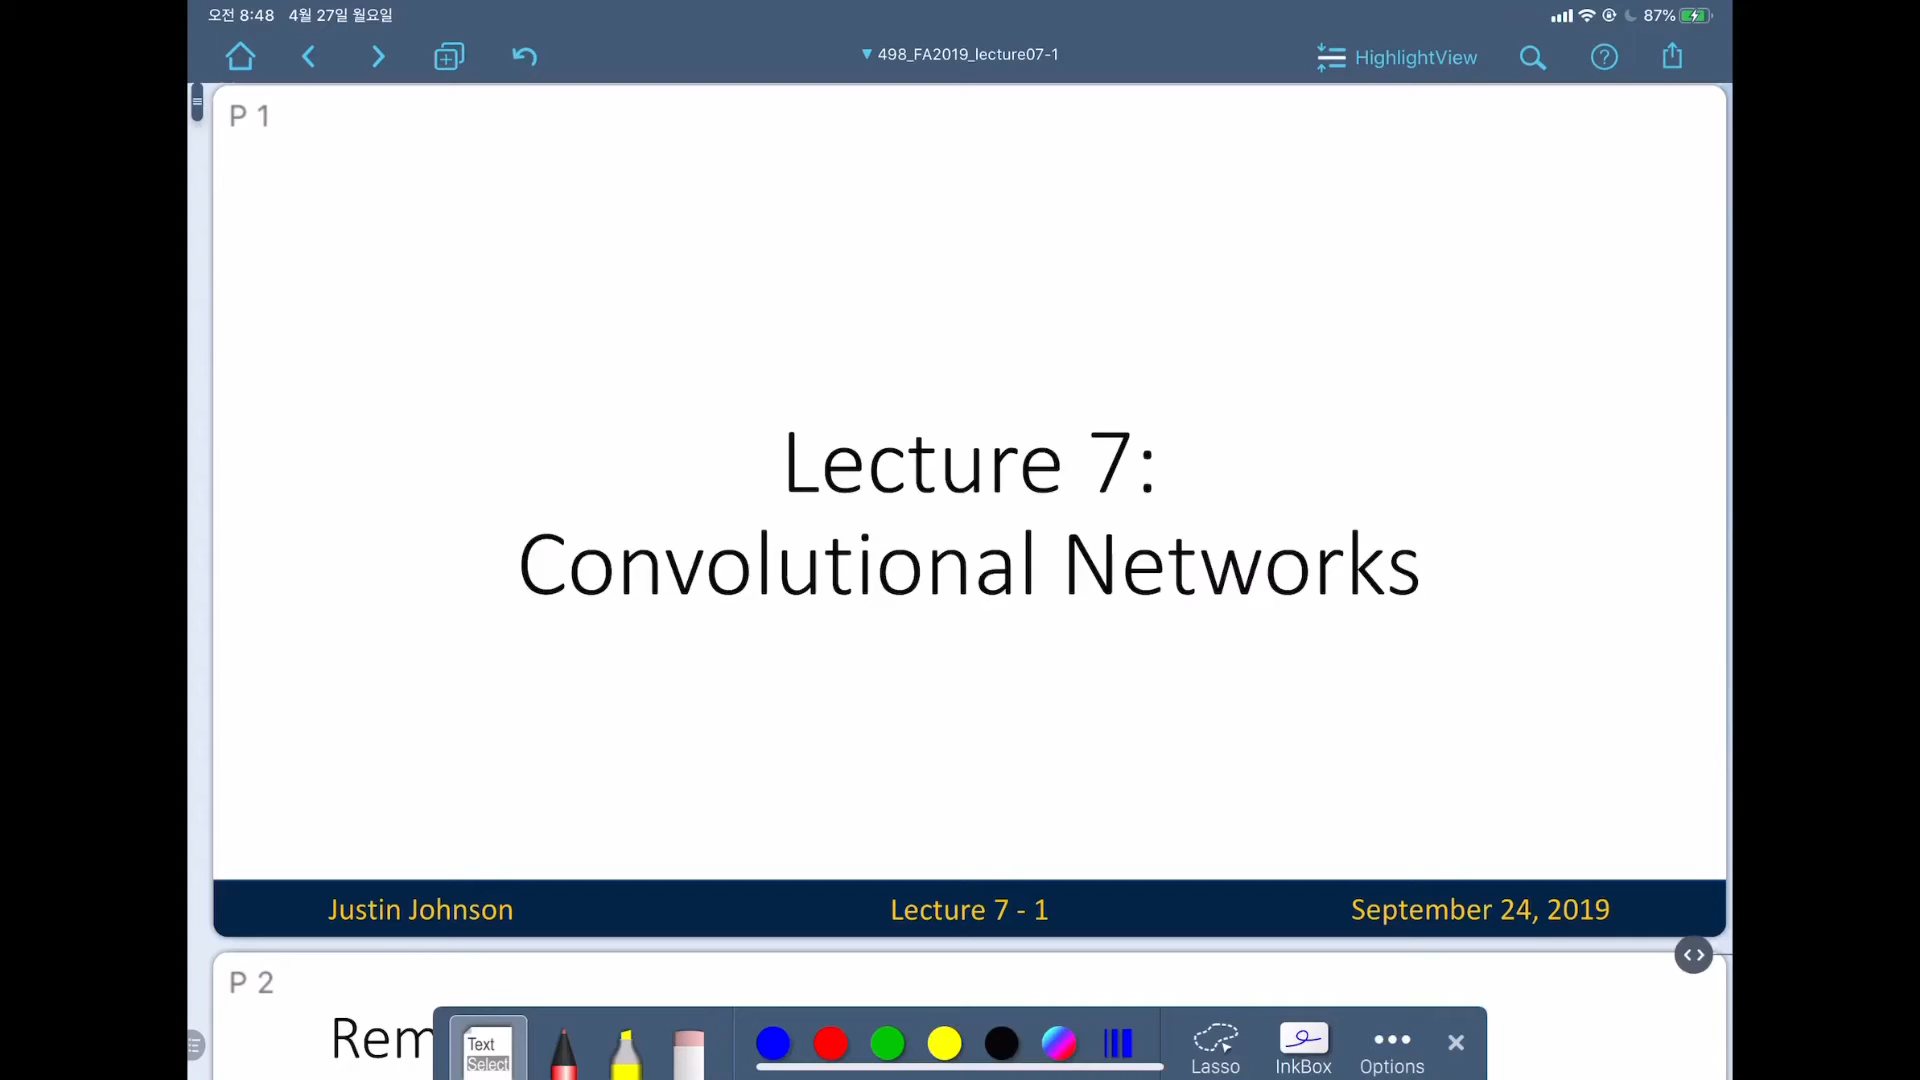 오전 8:48 4월 27일 월요일
87%
▼ 498_FA2019_lecture07-1
HighlightView
P 1
Lecture 7:
Convolutional Networks
Justin Johnson
Lecture 7 - 1
September 24, 2019
P 2
Rem
Text
Select
Lasso
InkBox
Options